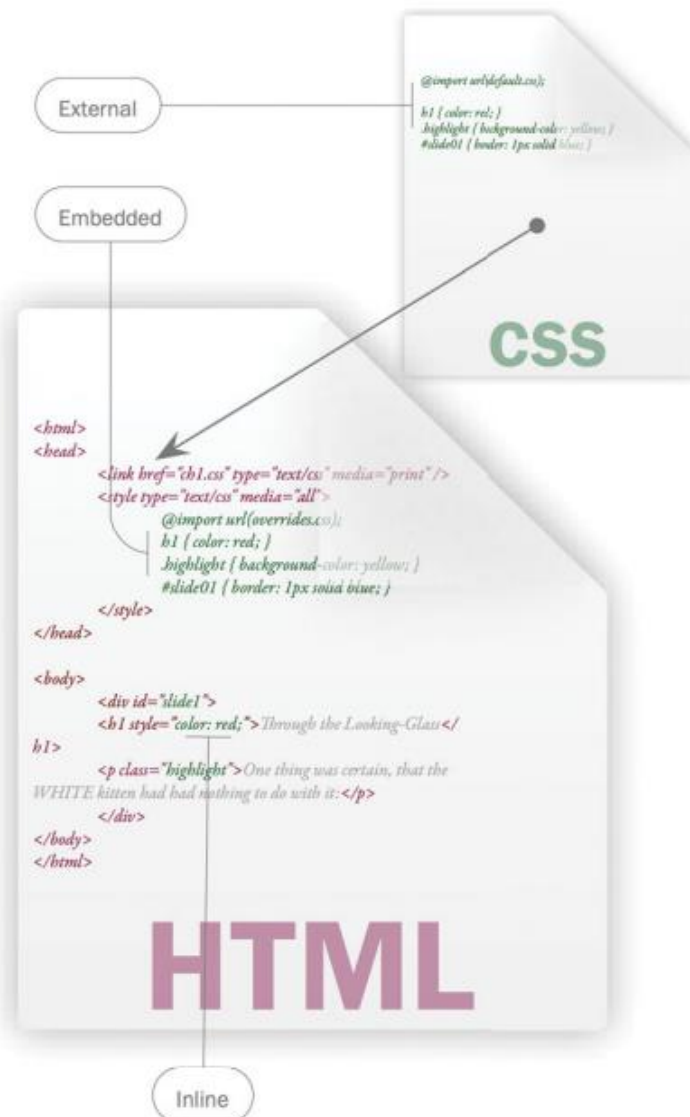 External
@import url(default.css);
h1 { color: red; }
.highlight { background-color: yellow; }
#slide01 { border: 1px solid blue; }
CSS
Embedded
<html>
<head>
<link href="ch1.css" type="text/css" media="print" />
<style type="text/css" media="all">
@import url(overrides.css);
h1 { color: red; }
.highlight { background-color: yellow; }
#slide01 { border: 1px solid blue; }
</style>
</head>
<body>
<div id="slide1">
<h1 style="color: red;">Through the Looking-Glass</
h1>
<p class="highlight">One thing was certain, that the
WHITE kitten had had nothing to do with it:</p>
</div>
</body>
</html>
HTML
Inline